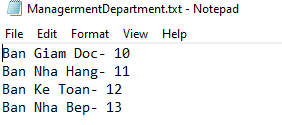 ManagermentDepartment.txt - Notepad
File Edit Format View Help
Ban Giam Doc- 10
Ban Nha Hang- 11
Ban Ke Toan- 12
Ban Nha Bep- 13